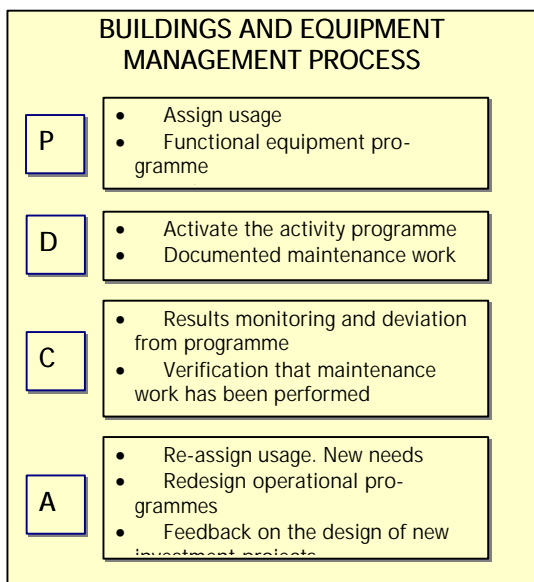 BUILDINGS AND EQUIPMENT
MANAGEMENT PROCESS
P
• Assign usage
• Functional equipment pro-
gramme
D
• Activate the activity programme
• Documented maintenance work
C
• Results monitoring and deviation
from programme
• Verification that maintenance
work has been performed
A
• Re-assign usage. New needs
• Redesign operational pro-
grammes
• Feedback on the design of new
investment projects